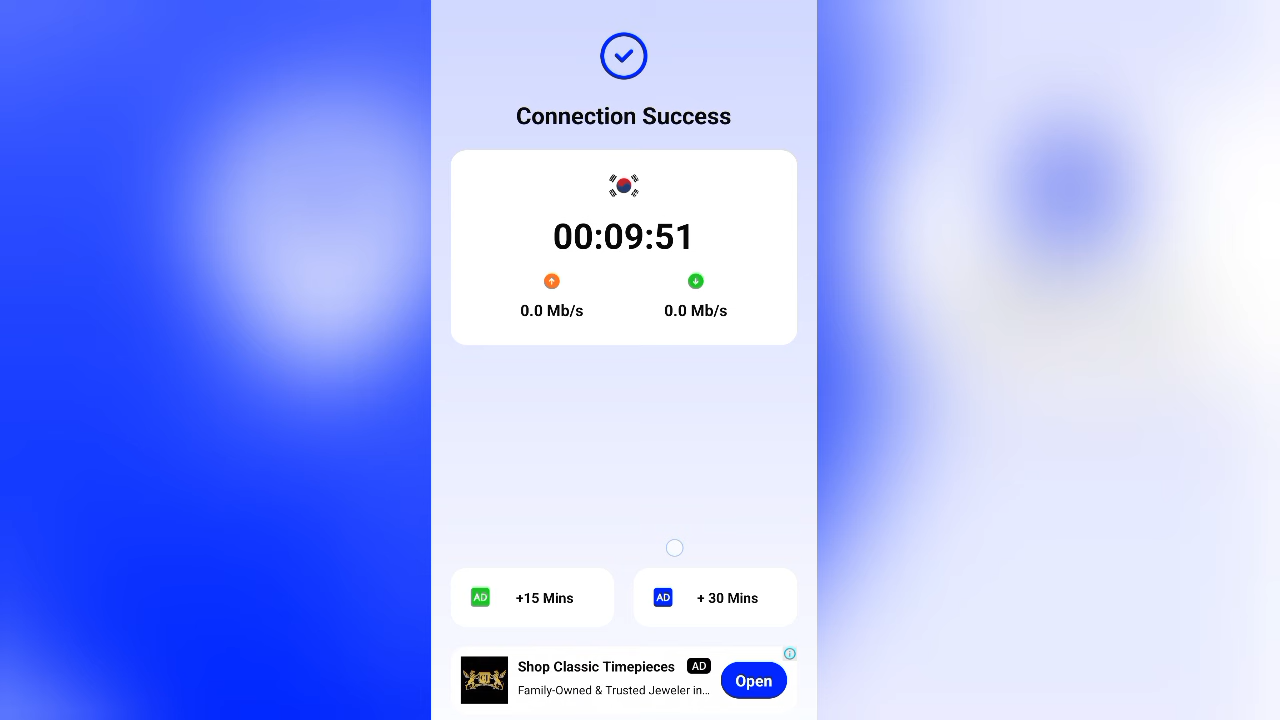 Connection Success
00:09:51
0.0 Mb/s 0.0 Mb/s
AD +15 Mins AD + 30 Mins
Shop Classic Timepieces AD
Family-Owned & Trusted Jeweler in...
Open